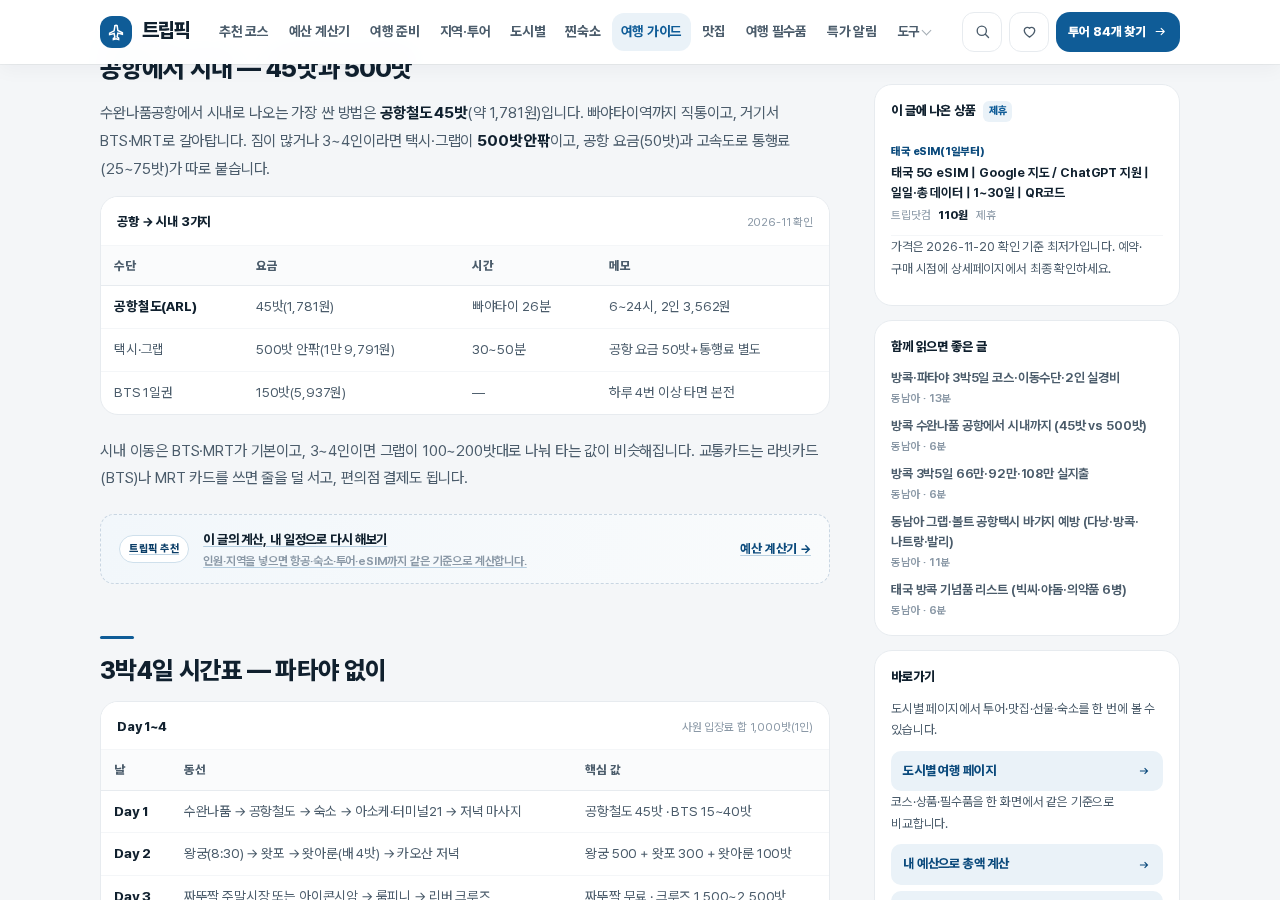 트립픽
추천 코스
예산 계산기
여행 준비
지역·투어
도시별
찐숙소
여행 가이드
맛집
여행 필수품
특가 알림
도구
투어 84개 찾기 →
공항에서 시내 — 45밧과 500밧
수완나품공항에서 시내로 나오는 가장 싼 방법은 공항철도 45밧(약 1,781원)입니다. 빠야타이역까지 직통이고, 거기서
BTS·MRT로 갈아탑니다. 짐이 많거나 3~4인이라면 택시·그랩이 500밧 안팎이고, 공항 요금(50밧)과 고속도로 통행료
(25~75밧)가 따로 붙습니다.
공항 → 시내 3가지
2026-11 확인
수단 요금 시간 메모
공항철도(ARL) 45밧(1,781원) 빠야타이 26분 6~24시, 2인 3,562원
택시·그랩 500밧 안팎(1만 9,791원) 30~50분 공항 요금 50밧+통행료 별도
BTS 1일권 150밧(5,937원) — 하루 4번 이상 타면 본전
시내 이동은 BTS·MRT가 기본이고, 3~4인이면 그랩이 100~200밧대로 나눠 타는 값이 비슷해집니다. 교통카드는 라빗카드
(BTS)나 MRT 카드를 쓰면 줄을 덜 서고, 편의점 결제도 됩니다.
트립픽 추천
이 글의 계산, 내 일정으로 다시 해보기
인원·지역을 넣으면 항공·숙소·투어·eSIM까지 같은 기준으로 계산합니다.
예산 계산기 →
3박4일 시간표 — 파타야 없이
Day 1~4
사원 입장료 합 1,000밧(1인)
날 동선 핵심 값
Day 1 수완나품 → 공항철도 → 숙소 → 아소케·터미널21 → 저녁 마사지 공항철도 45밧 · BTS 15~40밧
Day 2 왕궁(8:30) → 왓포 → 왓아룬(배 4밧) → 카오산 저녁 왕궁 500 + 왓포 300 + 왓아룬 100밧
Day 3 짜뚜짝 주말시장 또는 아이콘시암 → 룸피니 → 리버 크루즈 짜뚜짝 무료 · 크루즈 1,500~2,500밧
이 글에 나온 상품 제휴
태국 eSIM(1일부터)
태국 5G eSIM | Google 지도 / ChatGPT 지원 |
일일·총 데이터 | 1~30일 | QR코드
트립닷컴 110원 제휴
가격은 2026-11-20 확인 기준 최저가입니다. 예약·
구매 시점에 상세페이지에서 최종 확인하세요.
함께 읽으면 좋은 글
방콕·파타야 3박5일 코스·이동수단·2인 실경비
동남아 · 13분
방콕 수완나품 공항에서 시내까지 (45밧 vs 500밧)
동남아 · 6분
방콕 3박5일 66만·92만·108만 실지출
동남아 · 6분
동남아 그랩·볼트 공항택시 바가지 예방 (다낭·방콕·
나트랑·발리)
동남아 · 11분
태국 방콕 기념품 리스트 (빅씨·야돔·의약품 6병)
동남아 · 6분
바로가기
도시별 페이지에서 투어·맛집·선물·숙소를 한 번에 볼 수
있습니다.
도시별 여행 페이지 →
코스·상품·필수품을 한 화면에서 같은 기준으로
비교합니다.
내 예산으로 총액 계산 →